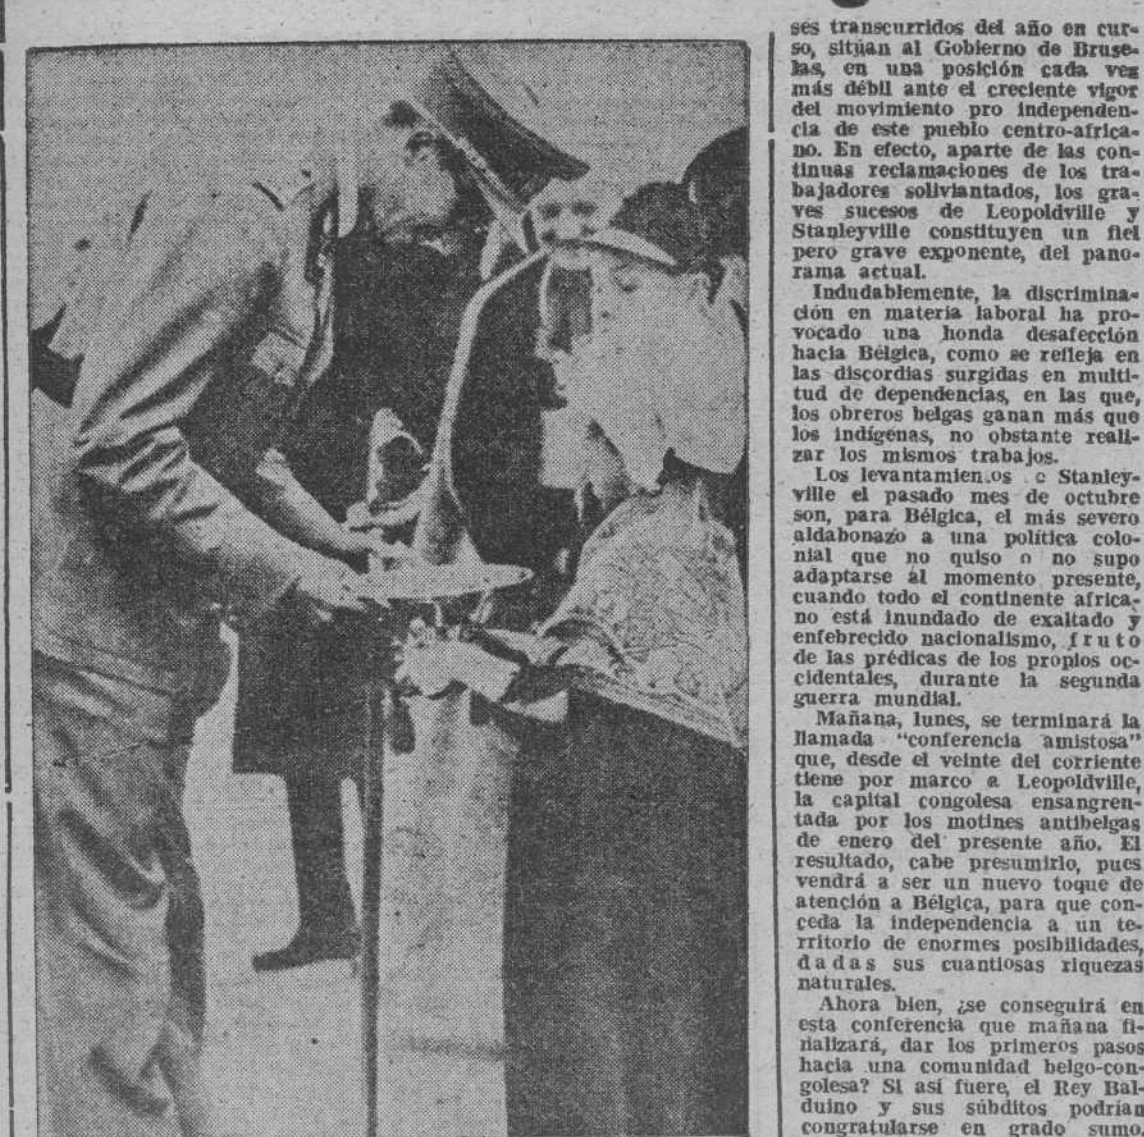 ses transcurridos del año en cur-
so, sitúan al Gobierno de Bruse-
las, en una posición cada vez
más débil ante el creciente vigor
del movimiento pro independen-
cia de este pueblo centro-africa-
no. En efecto, aparte de las con-
tinuas reclamaciones de los tra-
bajadores soliviantados, los gra-
ves sucesos de Leopoldville y
Stanleyville constituyen un fiel
pero grave exponente, del pano-
rama actual.
Indudablemente, la discrimina-
ción en materia laboral ha pro-
vocado una honda desafección
hacia Bélgica, como se refleja en
las discordias surgidas en multi-
tud de dependencias, en las que,
los obreros belgas ganan más que
los indígenas, no obstante reali-
zar los mismos trabajos.
Los levantamien.os Stanley-
ville el pasado mes de octubre
son, para Bélgica, el más severo
aldabonazo a una política colo-
nial que no quiso o no supo
adaptarse al momento presente,
cuando todo el continente africa-
no está inundado de exaltado y
enfebrecido nacionalismo, fruto
de las prédicas de los propios oc-
cidentales, durante la segunda
guerra mundial.
Mañana, lunes, se terminará la
llamada "conferencia amistosa"
que, desde el veinte del corriente
tiene por marco a Leopoldville,
la capital congolesa ensangren-
tada por los motines antibelgas
de enero del presente año. El
resultado, cabe presumirlo, pues
vendrá a ser un nuevo toque de
atención a Bélgica, para que con-
ceda la independencia a un te-
rritorio de enormes posibilidades,
dadas sus cuantiosas riquezas
naturales.
Ahora bien, ¿se conseguirá en
esta conferencia que mañana fi-
nalizará, dar los primeros pasos
hacia una comunidad belgo-con-
golesa? Si así fuere, el Rey Bal-
duino y sus súbditos podrían
congratularse en grado sumo,